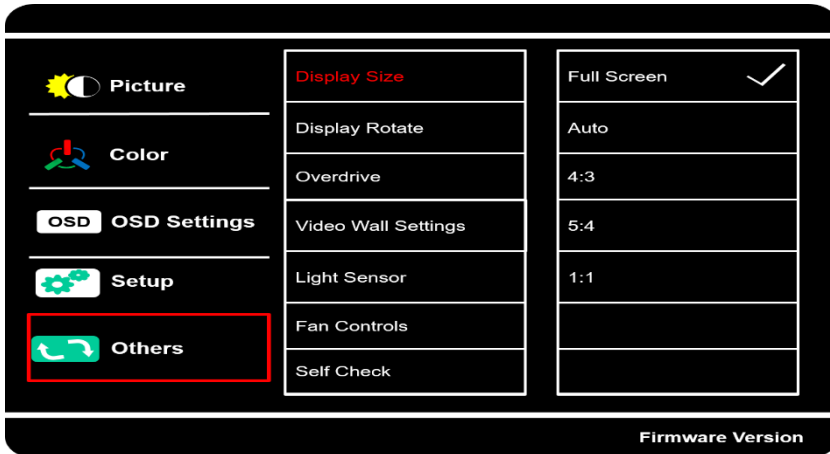 Picture
Color
OSD OSD Settings
Setup
Others
Display Size
Display Rotate
Overdrive
Video Wall Settings
Light Sensor
Fan Controls
Self Check
Full Screen
Auto
4:3
5:4
1:1
Firmware Version